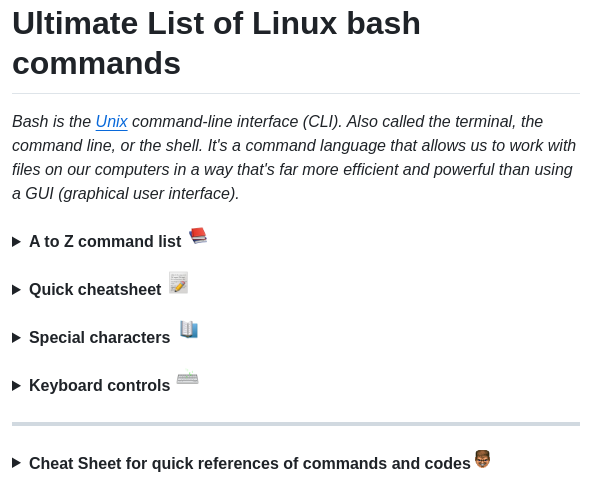 Ultimate List of Linux bash
commands
Bash is the Unix command-line interface (CLI). Also called the terminal, the
command line, or the shell. It's a command language that allows us to work with
files on our computers in a way that's far more efficient and powerful than using
a GUI (graphical user interface).
A to Z command list
Quick cheatsheet
Special characters
Keyboard controls
Cheat Sheet for quick references of commands and codes